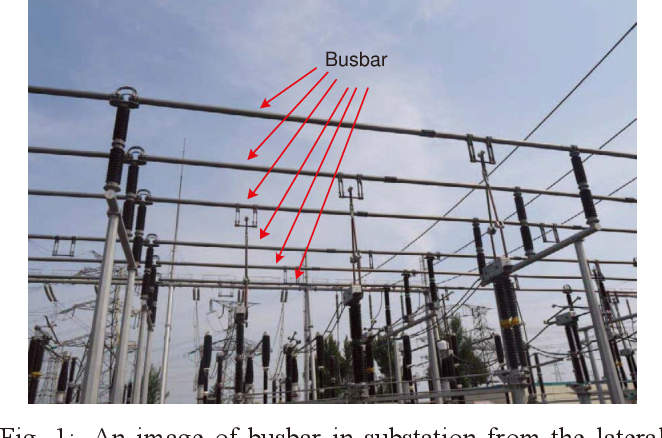 Busbar
Fig. 1: An image of busbar in substation from the lateral